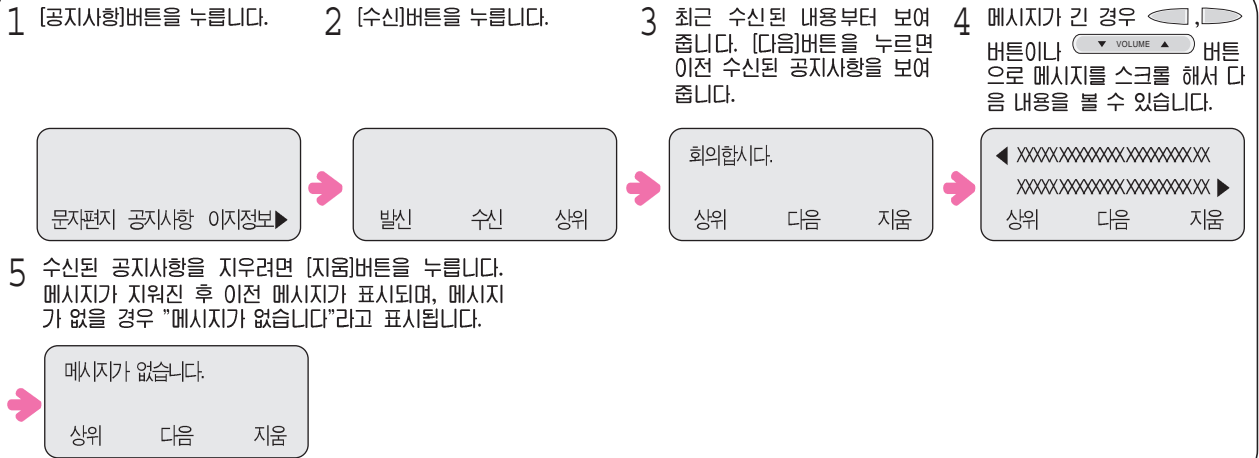 1 [공지사항]버튼을 누릅니다.
2 [수신]버튼을 누릅니다.
3 최근 수신된 내용부터 보여
줍니다. [다음]버튼을 누르면
이전 수신된 공지사항을 보여
줍니다.
4 메시지가 긴 경우 ,
버튼이나 ▼ VOLUME ▲ 버튼
으로 메시지를 스크롤 해서 다
음 내용을 볼 수 있습니다.
문자편지 공지사항 이지정보▶
발신 수신 상위
회의합시다.
상위 다음 지움
◀ XXXXXXXXXXXXXXXXXXXXXX
XXXXXXXXXXXXXXXXXXXXXX ▶
상위 다음 지움
5 수신된 공지사항을 지우려면 [지움]버튼을 누릅니다.
메시지가 지워진 후 이전 메시지가 표시되며, 메시지
가 없을 경우 ”메시지가 없습니다”라고 표시됩니다.
메시지가 없습니다.
상위 다음 지움